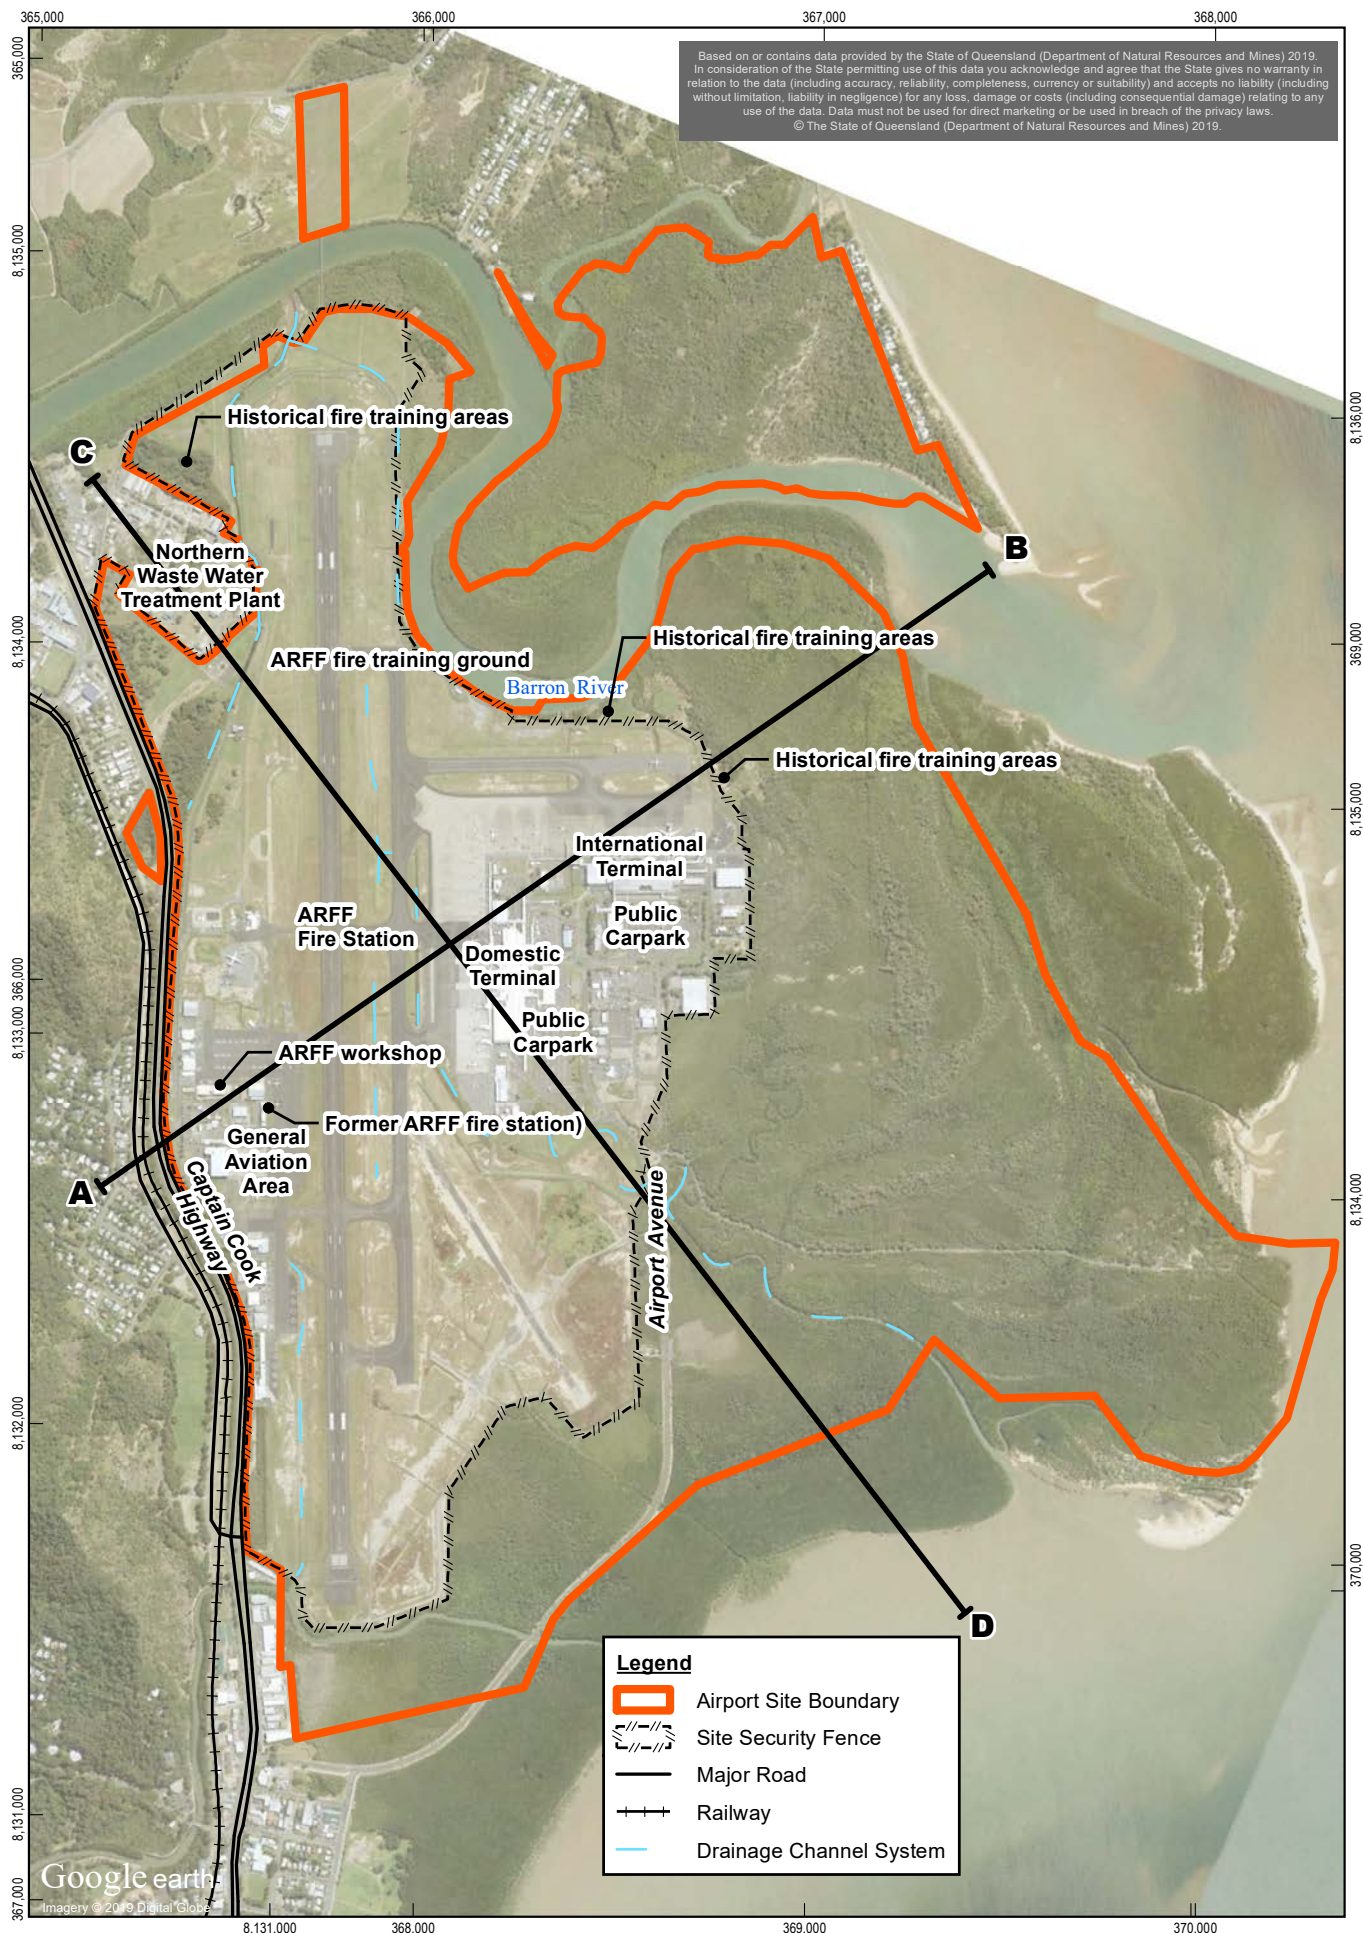 365,000
366,000
367,000
368,000
365,000
Based on or contains data provided by the State of Queensland (Department of Natural Resources and Mines) 2019.
In consideration of the State permitting use of this data you acknowledge and agree that the State gives no warranty in
relation to the data (including accuracy, reliability, completeness, currency or suitability) and accepts no liability (including
without limitation, liability in negligence) for any loss, damage or costs (including consequential damage) relating to any
use of the data. Data must not be used for direct marketing or be used in breach of the privacy laws.
© The State of Queensland (Department of Natural Resources and Mines) 2019.
8,135,000
8,136,000
Historical fire training areas
C
B
Northern
Waste Water
Treatment Plant
8,134,000
369,000
Historical fire training areas
ARFF fire training ground
Barron River
Historical fire training areas
8,135,000
International
Terminal
ARFF
Fire Station
Public
Carpark
Domestic
Terminal
366,000
8,133,000
Public
Carpark
ARFF workshop
Former ARFF fire station)
General
Aviation
Area
A
Captain Cook
Highway
Airport Avenue
8,134,000
8,132,000
370,000
D
Legend
Airport Site Boundary
Site Security Fence
Major Road
Railway
Drainage Channel System
8,131,000
367,000
Google earth
Imagery © 2019 Digital Globe
8.131.000
368.000
369.000
370.000